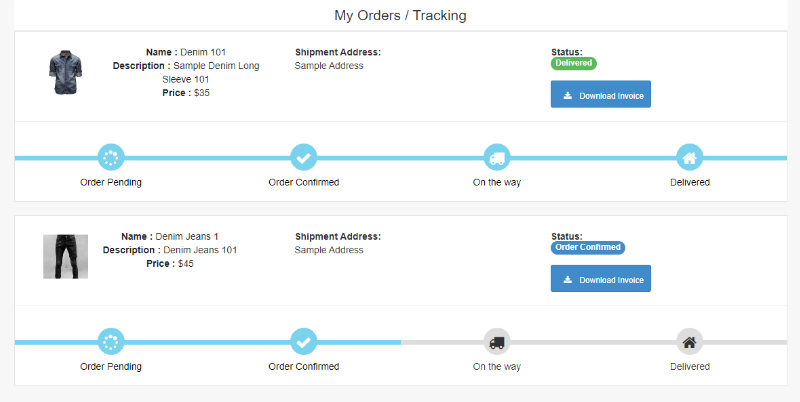 My Orders / Tracking
Name : Denim 101
Description : Sample Denim Long
Sleeve 101
Price : $35
Shipment Address:
Sample Address
Status:
Delivered
Download Invoice
Order Pending
Order Confirmed
On the way
Delivered
Name : Denim Jeans 1
Description : Denim Jeans 101
Price : $45
Shipment Address:
Sample Address
Status:
Order Confirmed
Download Invoice
Order Pending
Order Confirmed
On the way
Delivered